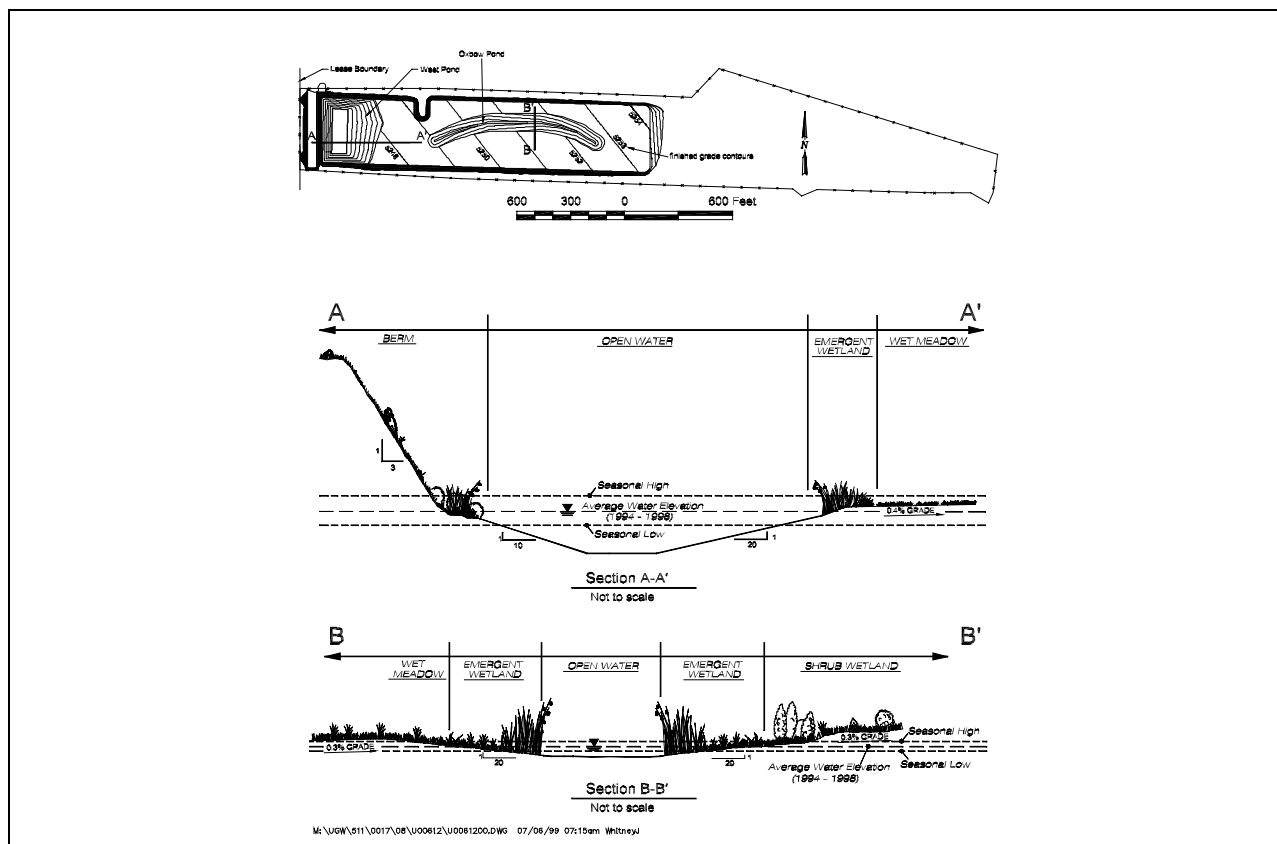 Oxbow Pond
Lease Boundary
West Pond
B'
A
A'
B
finished grade contours
N
600 300 0 600 Feet
A A'
BERM
OPEN WATER
EMERGENT
WETLAND
WET MEADOW
1
3
Seasonal High
Average Water Elevation
(1994 - 1998)
0.4% GRADE
Seasonal Low
1
10
20
1
Section A-A'
Not to scale
B B'
WET
MEADOW
EMERGENT
WETLAND
OPEN WATER
EMERGENT
WETLAND
SHRUB WETLAND
Seasonal High
0.3% GRADE
0.3% GRADE
1
20
20
1
Average Water Elevation
(1994 - 1998)
Seasonal Low
Section B-B'
Not to scale
M:\UGW\511\0017\08\U00612\U0061200.DWG 07/06/99 07:15am WhitneyJ